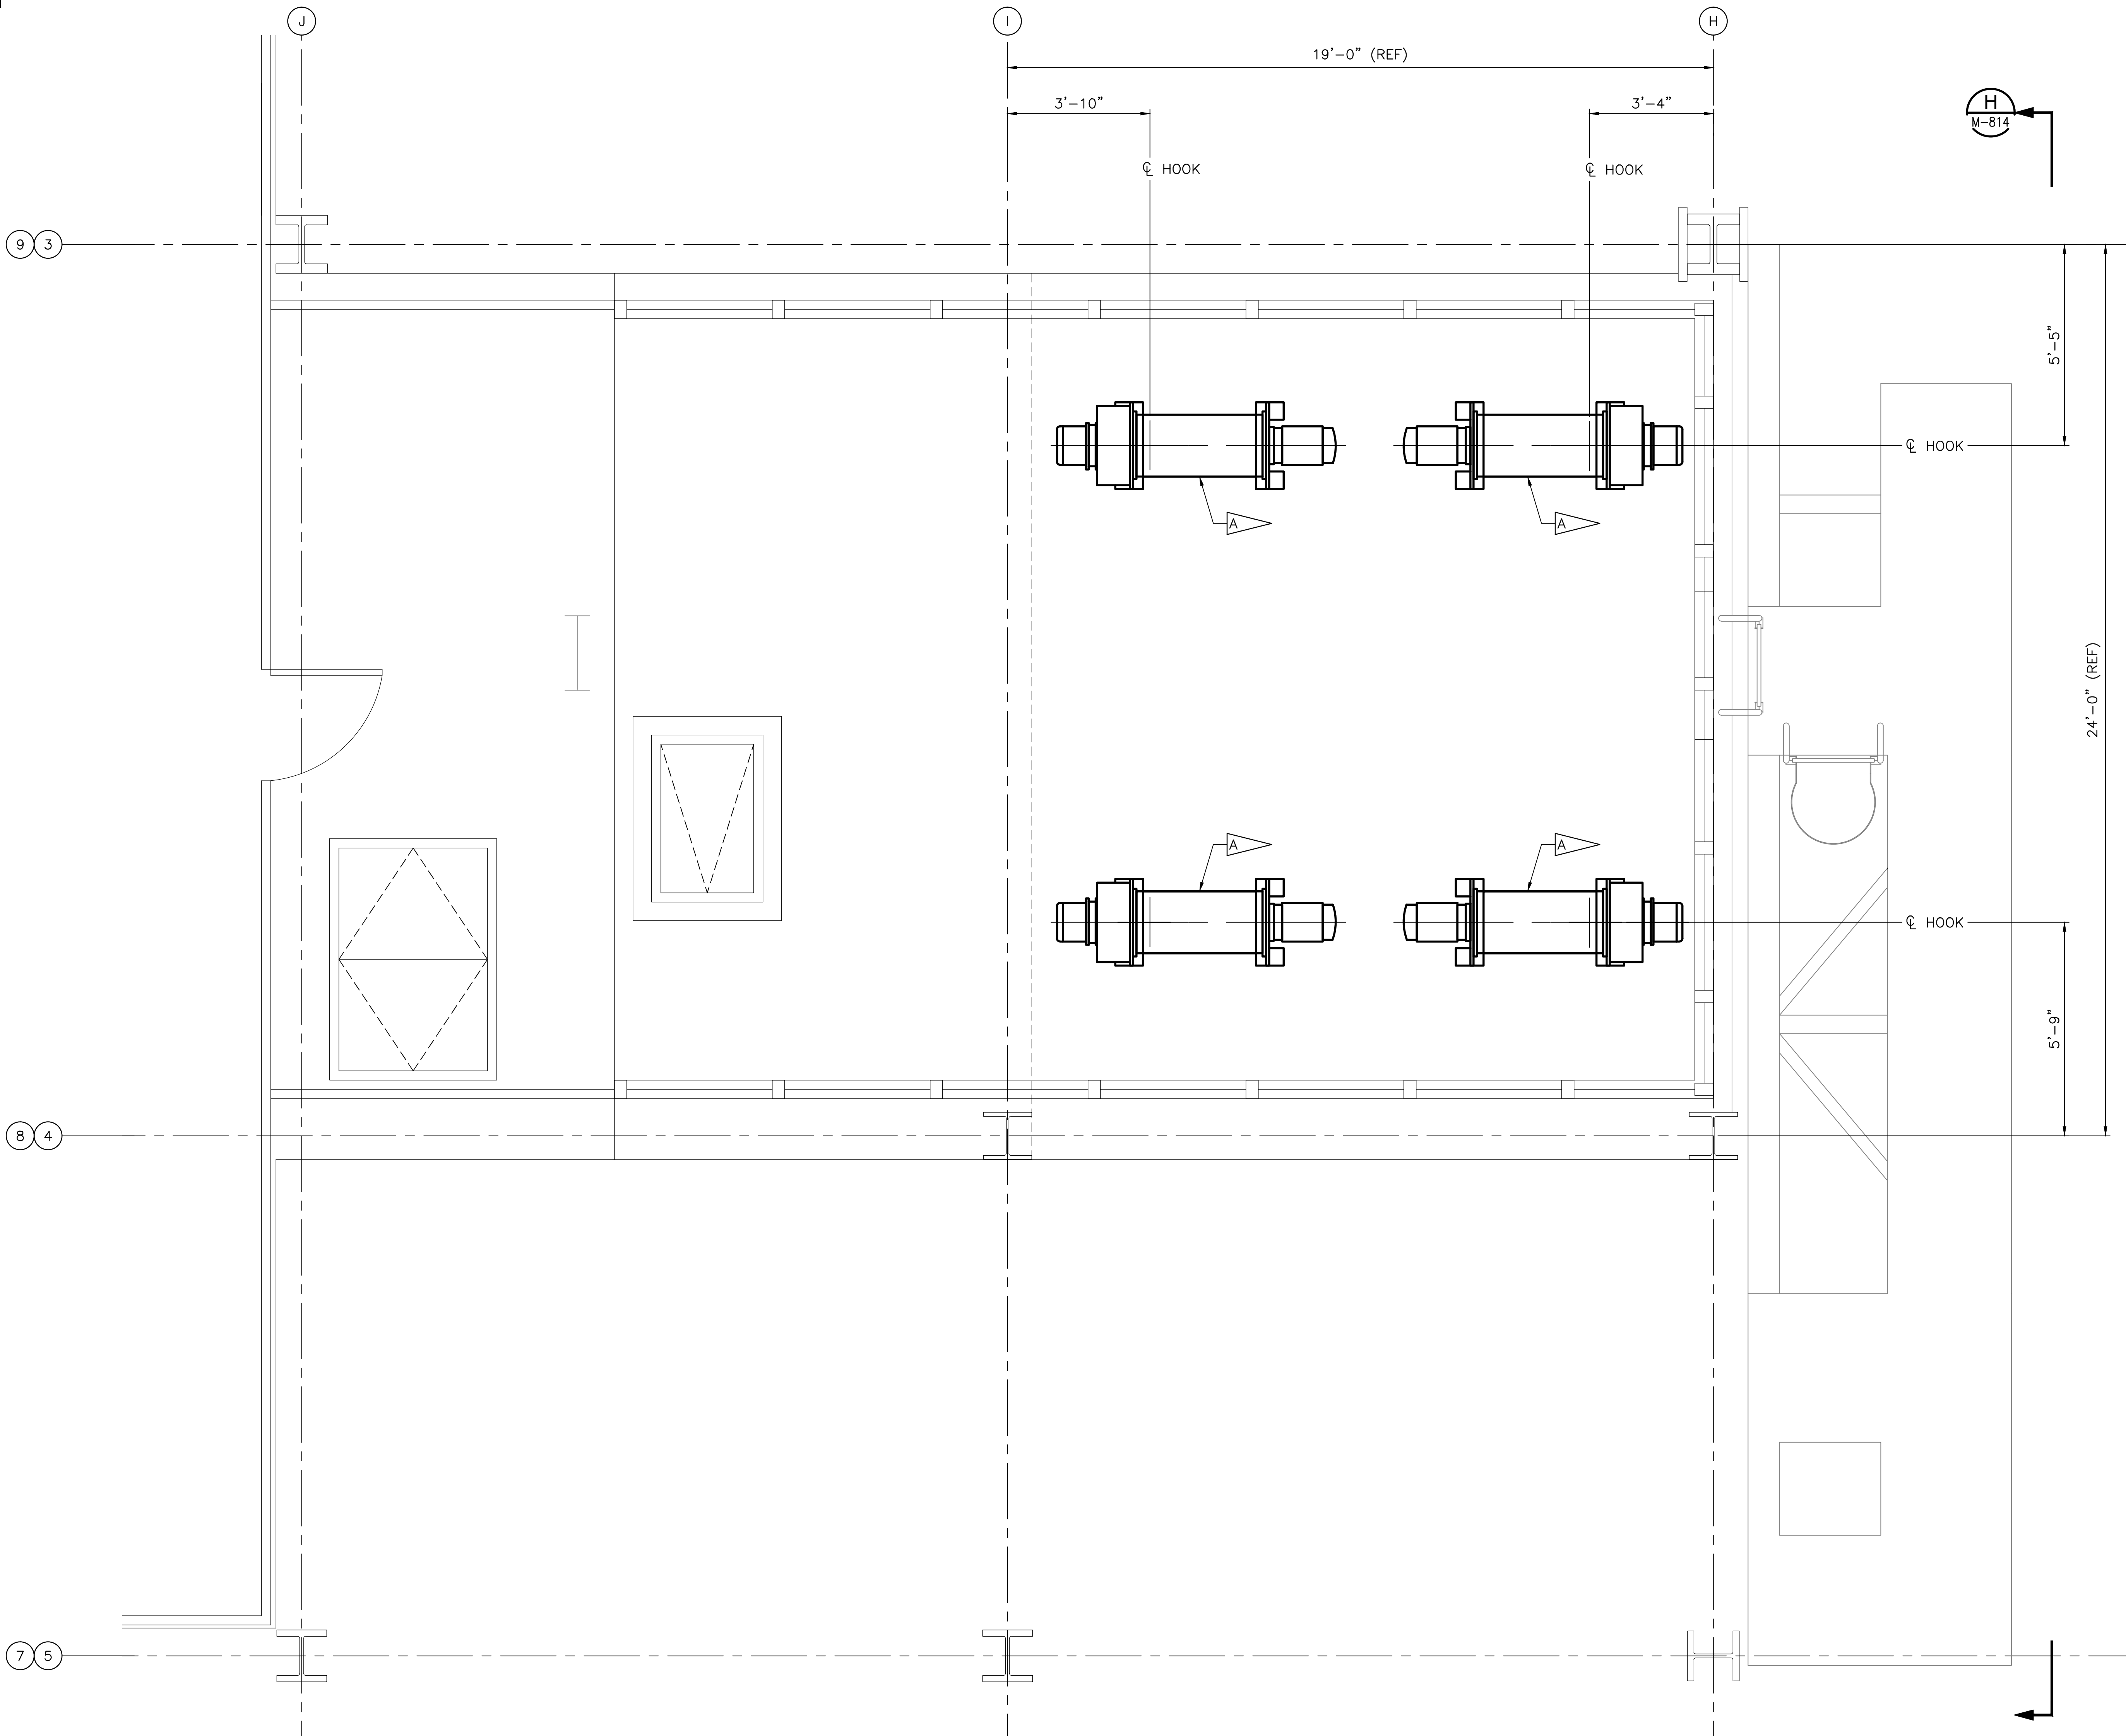 J
I
H
19'-0" (REF)
3'-10"
3'-4"
H
M-814
℄ HOOK
℄ HOOK
9 3
5'-5"
℄ HOOK
A
A
24'-0" (REF)
A
A
℄ HOOK
5'-9"
8 4
7 5